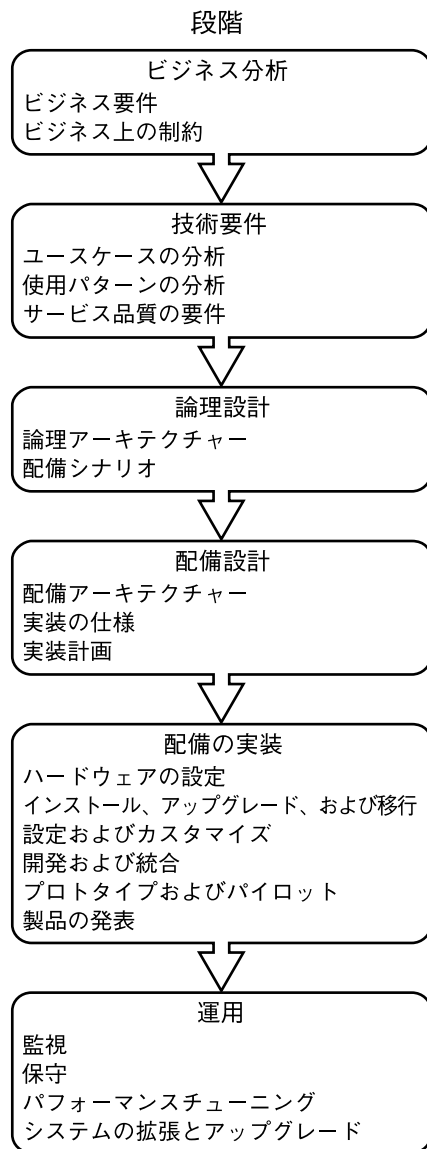 段階
ビジネス分析
ビジネス要件
ビジネス上の制約
技術要件
ユースケースの分析
使用パターンの分析
サービス品質の要件
論理設計
論理アーキテクチャー
配備シナリオ
配備設計
配備アーキテクチャー
実装の仕様
実装計画
配備の実装
ハードウェアの設定
インストール、アップグレード、および移行
設定およびカスタマイズ
開発および統合
プロトタイプおよびパイロット
製品の発表
運用
監視
保守
パフォーマンスチューニング
システムの拡張とアップグレード